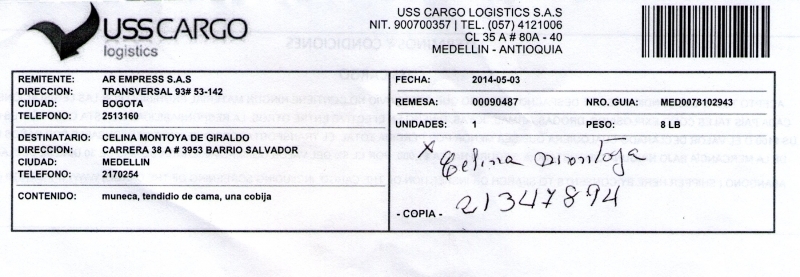 USSCARGO
logistics
USS CARGO LOGISTICS S.A.S
NIT. 900700357 | TEL. (057) 4121006
CL 35 A # 80A - 40
MEDELLIN - ANTIOQUIA
REMITENTE: AR EMPRESS S.A.S
DIRECCION: TRANSVERSAL 93# 53-142
CIUDAD: BOGOTA
TELEFONO: 2513160
DESTINATARIO: CELINA MONTOYA DE GIRALDO
DIRECCION: CARRERA 38 A # 3953 BARRIO SALVADOR
CIUDAD: MEDELLIN
TELEFONO: 2170254
CONTENIDO: muneca, tendidio de cama, una cobija
FECHA: 2014-05-03
REMESA: 00090487 NRO. GUIA: MED0078102943
UNIDADES: 1 PESO: 8 LB
X Celina Montoya
21347894
- COPIA -